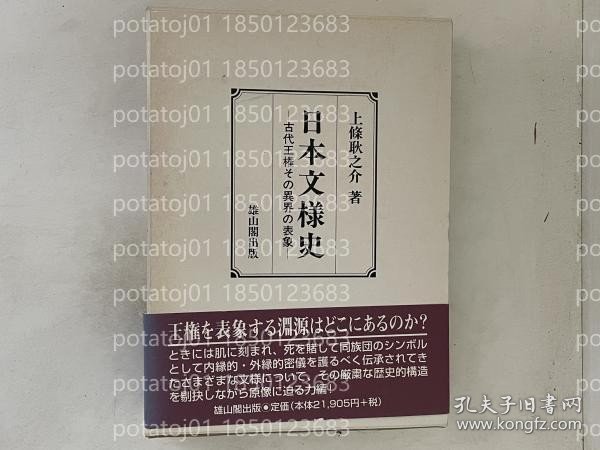 potatoj01 1850123683 potatoj01 1850123683
上條耿之介 著
日本文様史
古代王権その異界の表象
雄山閣出版
王権を表象する淵源はどこにあるのか?
ときには肌に刻まれ、死を賭して同族団のシンボル
として内縁的・外縁的密儀を護るべく伝承されてき
たさまざまな文様について、その厳粛な歴史的構造
を剔抉しながら原像に迫る力編!
雄山閣出版●定価(本体21,905円+税)
孔夫子旧书网
www.kongfz.com